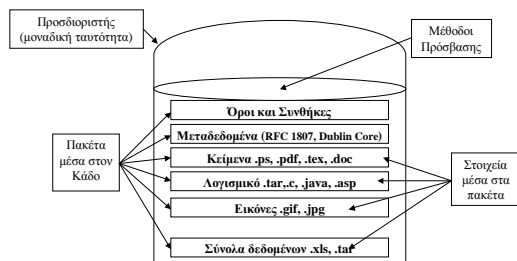 Προσδιοριστής
(μοναδική ταυτότητα)
Μέθοδοι
Πρόσβασης
Όροι και Συνθήκες
Μεταδεδομένα (RFC 1807, Dublin Core)
Κείμενα .ps, .pdf, .tex, .doc
Λογισμικό .tar,.c, .java, .asp
Εικόνες .gif, .jpg
Σύνολα δεδομένων .xls, .tar
Πακέτα
μέσα στον
Κάδο
Στοιχεία
μέσα στα
πακέτα